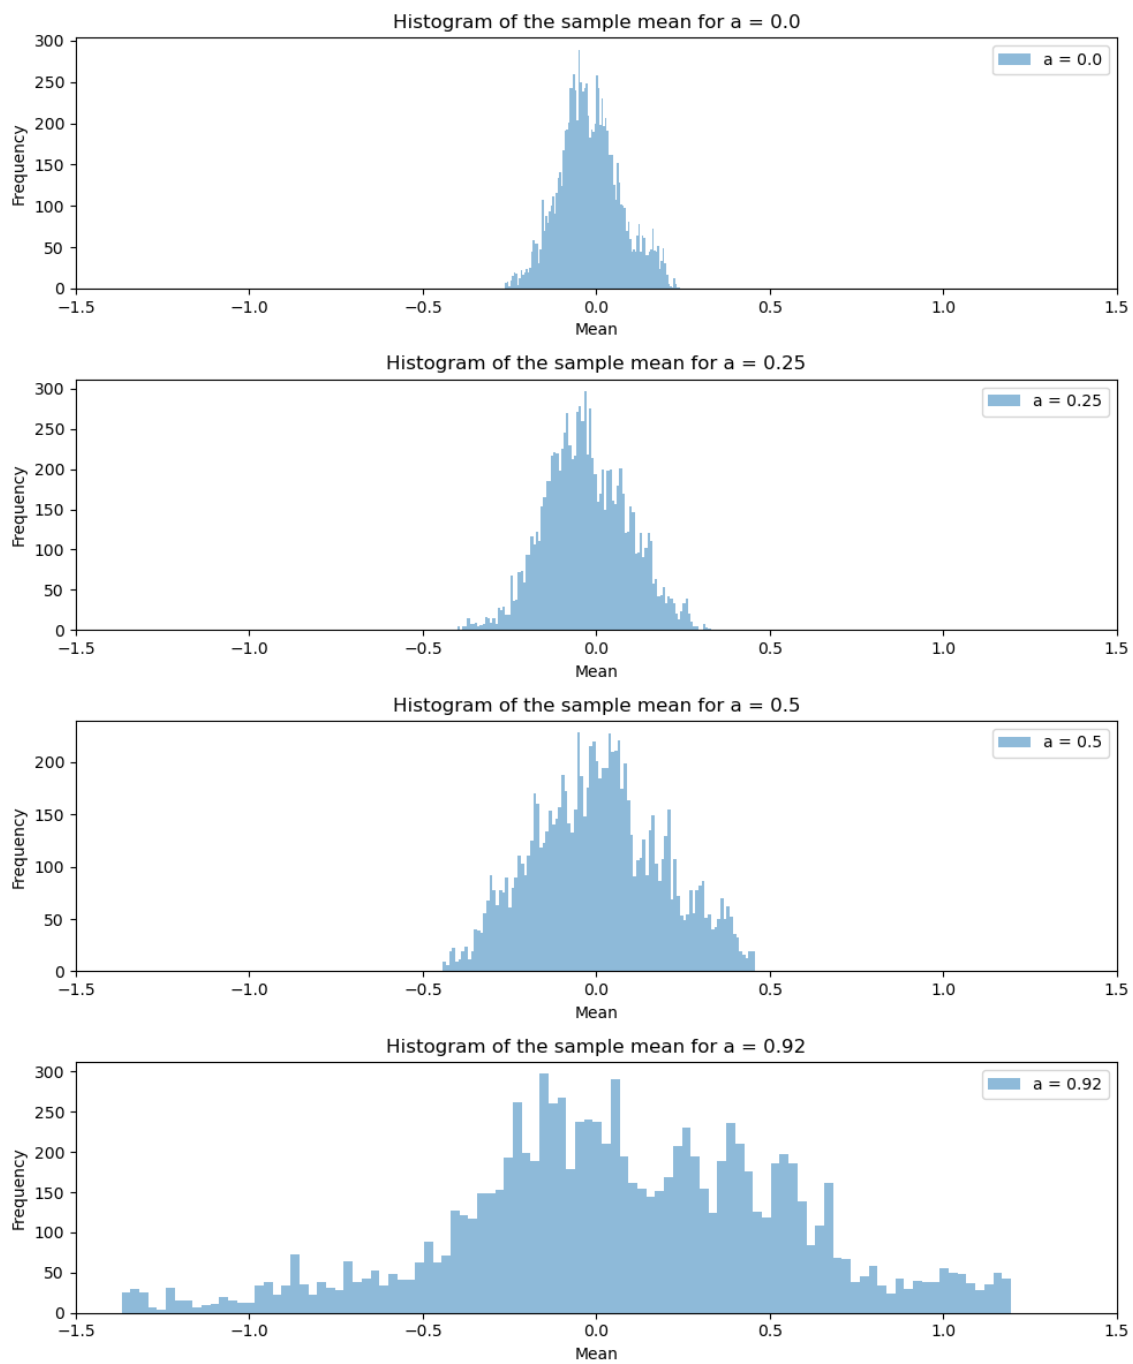 Histogram of the sample mean for a = 0.0
300
250
200
150
100
50
0
Frequency
a = 0.0
−1.5 −1.0 −0.5 0.0 0.5 1.0 1.5
Mean
Histogram of the sample mean for a = 0.25
300
250
200
150
100
50
0
Frequency
a = 0.25
−1.5 −1.0 −0.5 0.0 0.5 1.0 1.5
Mean
Histogram of the sample mean for a = 0.5
200
150
100
50
0
Frequency
a = 0.5
−1.5 −1.0 −0.5 0.0 0.5 1.0 1.5
Mean
Histogram of the sample mean for a = 0.92
300
250
200
150
100
50
0
Frequency
a = 0.92
−1.5 −1.0 −0.5 0.0 0.5 1.0 1.5
Mean